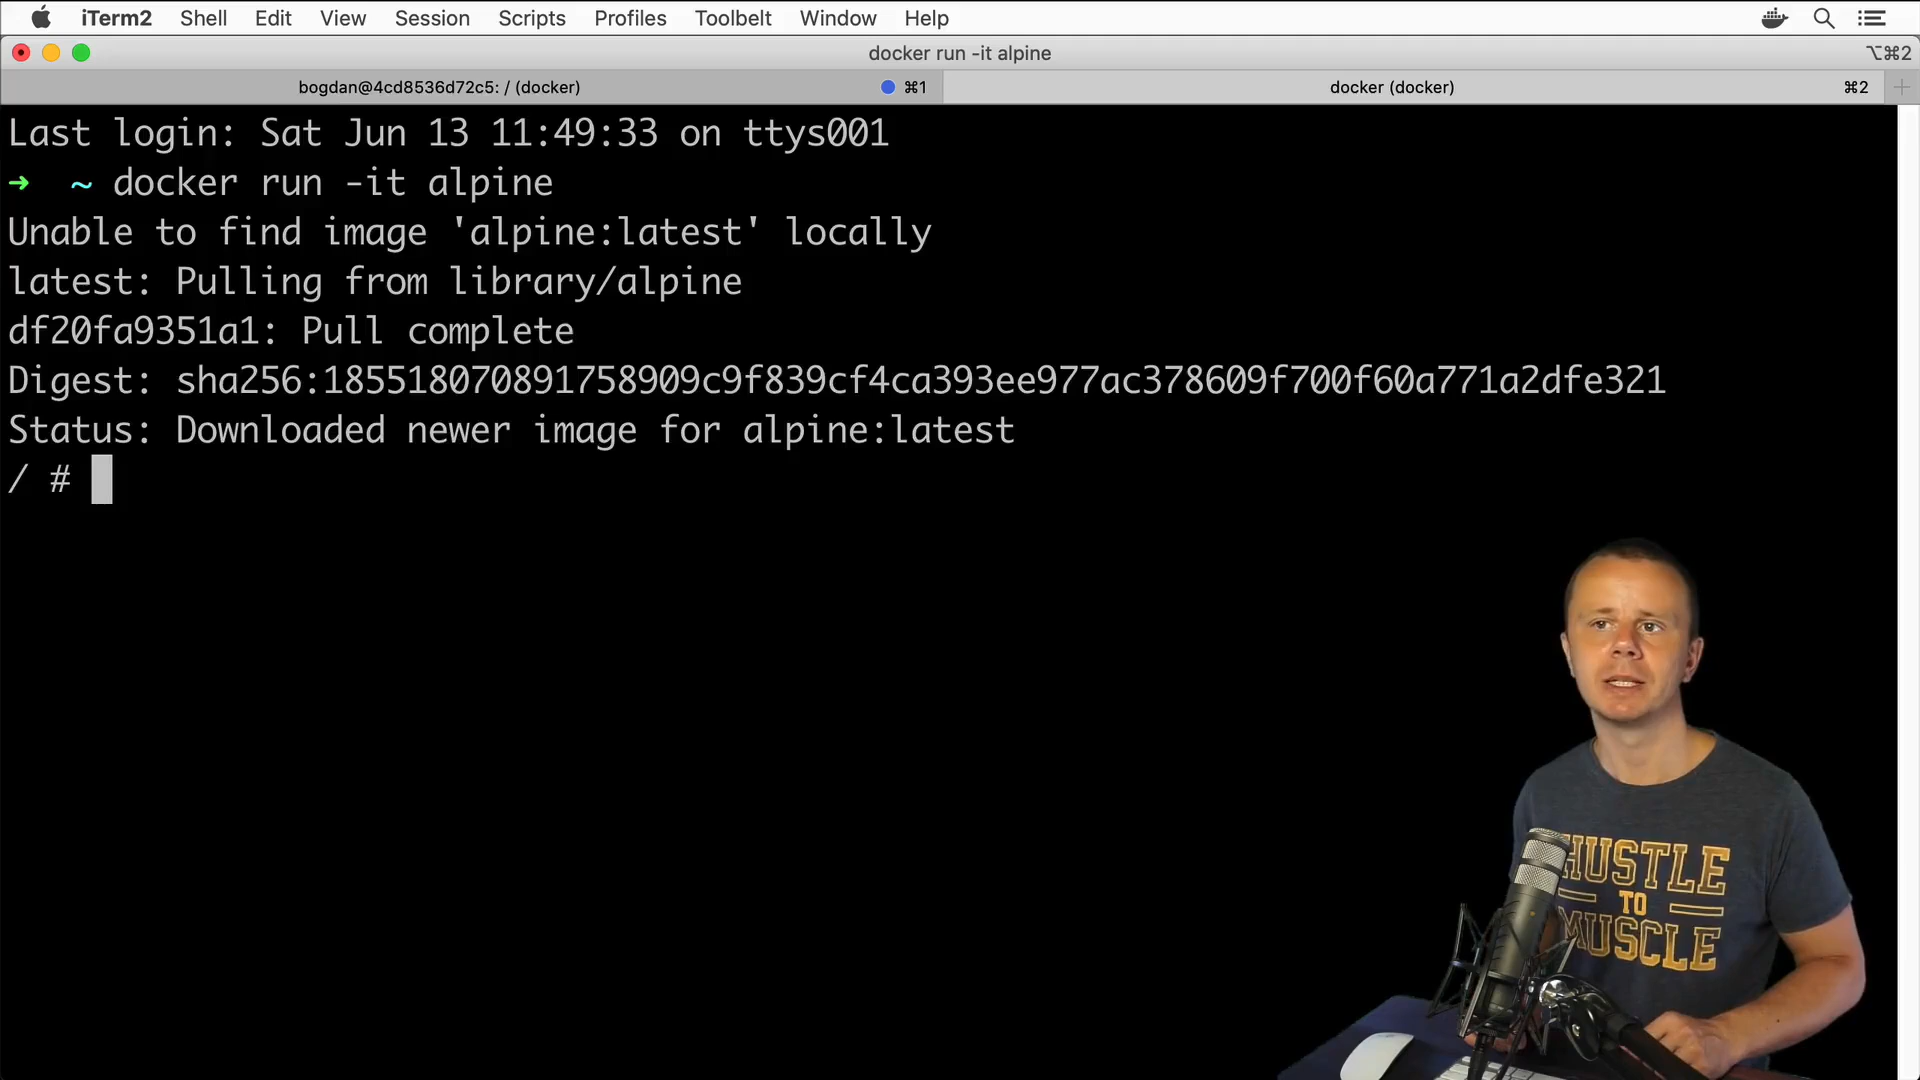 iTerm2 Shell Edit View Session Scripts Profiles Toolbelt Window Help
docker run -it alpine ⌥⌘2
bogdan@4cd8536d72c5: / (docker) ⌘1 docker (docker) ⌘2 +
Last login: Sat Jun 13 11:49:33 on ttys001
➜ ~ docker run -it alpine
Unable to find image 'alpine:latest' locally
latest: Pulling from library/alpine
df20fa9351a1: Pull complete
Digest: sha256:185518070891758909c9f839cf4ca393ee977ac378609f700f60a771a2dfe321
Status: Downloaded newer image for alpine:latest
/ #
HUSTLE
TO
MUSCLE